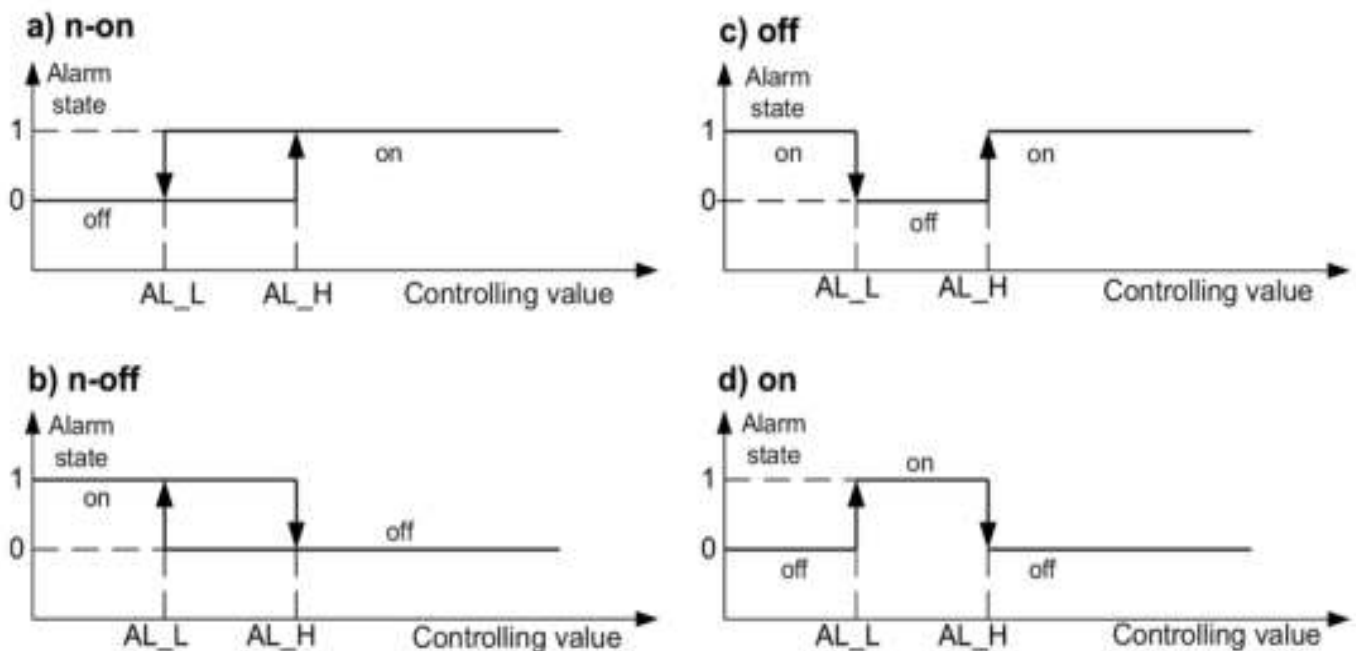 a) n-on
Alarm
state
1
on
0
off
AL_L AL_H Controlling value
b) n-off
Alarm
state
1
on
off
0
AL_L AL_H Controlling value
c) off
Alarm
state
1
on on
0
off
AL_L AL_H Controlling value
d) on
Alarm
state
on
1
0
off off
AL_L AL_H Controlling value